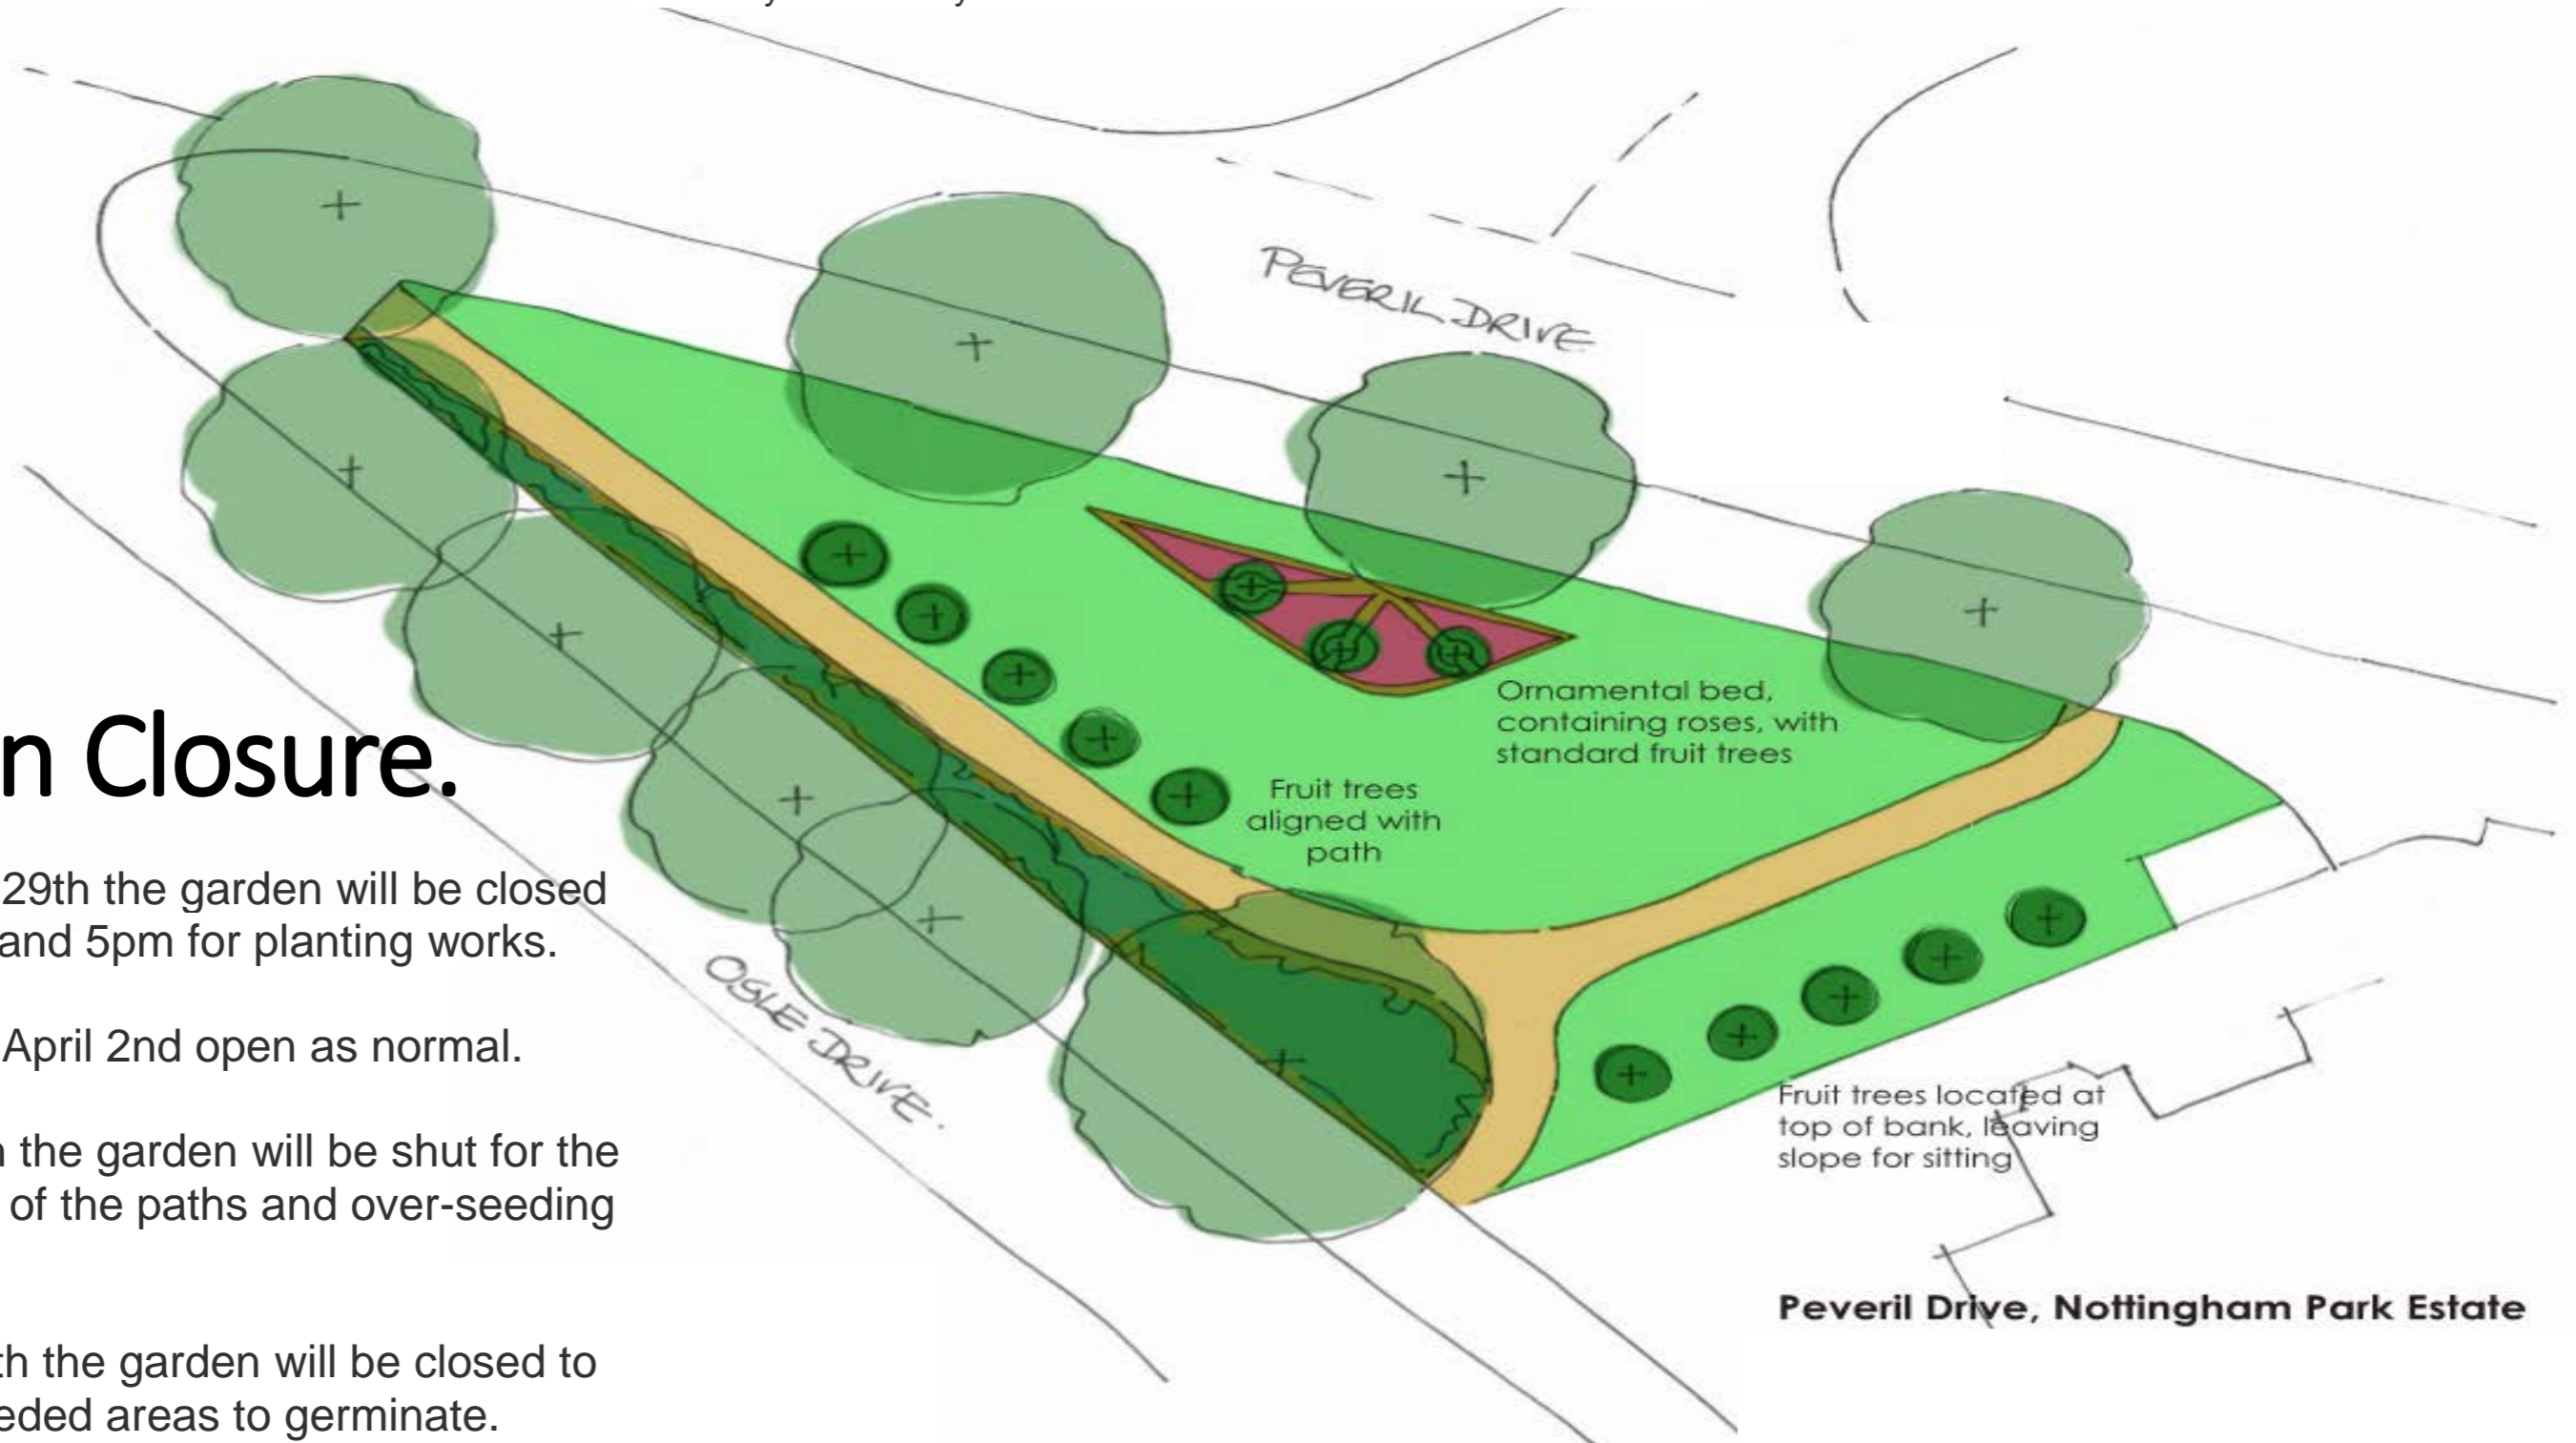 PEVERIL DRIVE
Ornamental bed,
containing roses, with
standard fruit trees
n Closure.
Fruit trees
aligned with
path
29th the garden will be closed
and 5pm for planting works.
OGLE DRIVE.
April 2nd open as normal.
Fruit trees located at
top of bank, leaving
slope for sitting
the garden will be shut for the
of the paths and over-seeding
Peveril Drive, Nottingham Park Estate
th the garden will be closed to
eded areas to germinate.